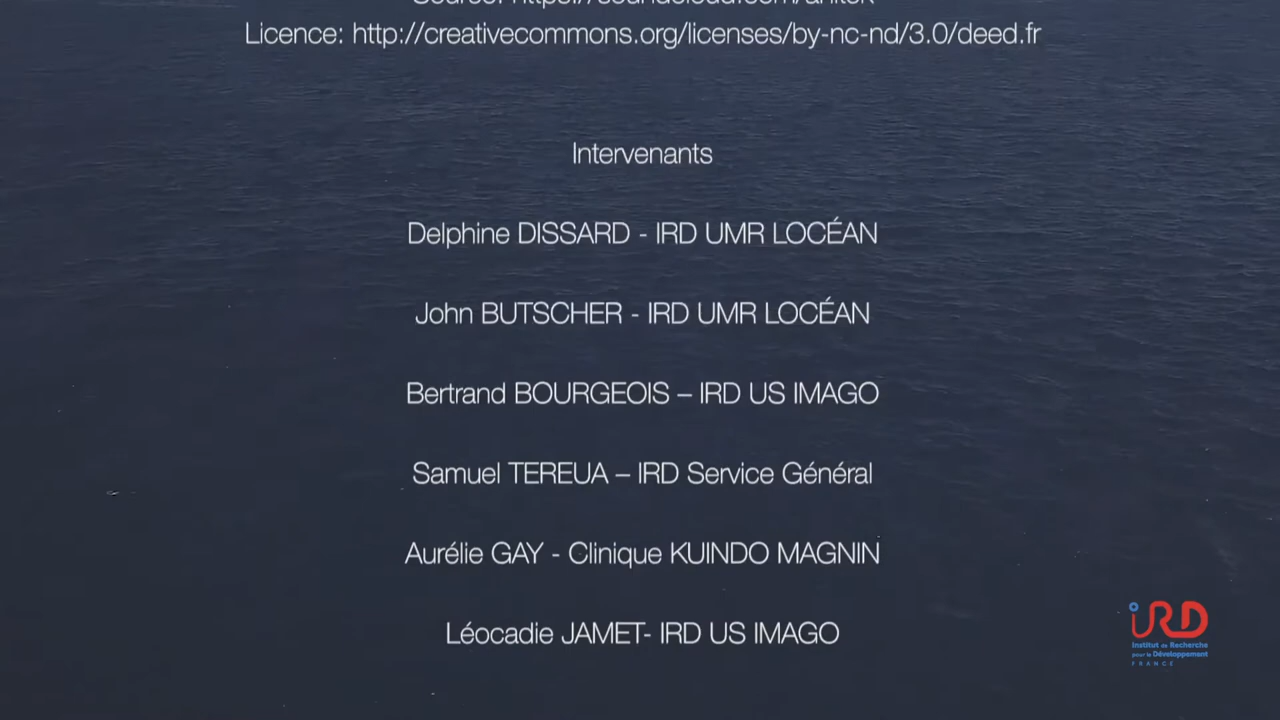 Licence: http://creativecommons.org/licenses/by-nc-nd/3.0/deed.fr
Intervenants
Delphine DISSARD - IRD UMR LOCÉAN
John BUTSCHER - IRD UMR LOCÉAN
Bertrand BOURGEOIS – IRD US IMAGO
Samuel TEREUA – IRD Service Général
Aurélie GAY - Clinique KUINDO MAGNIN
Léocadie JAMET- IRD US IMAGO
IRD
Institut de Recherche
pour le Développement
FRANCE